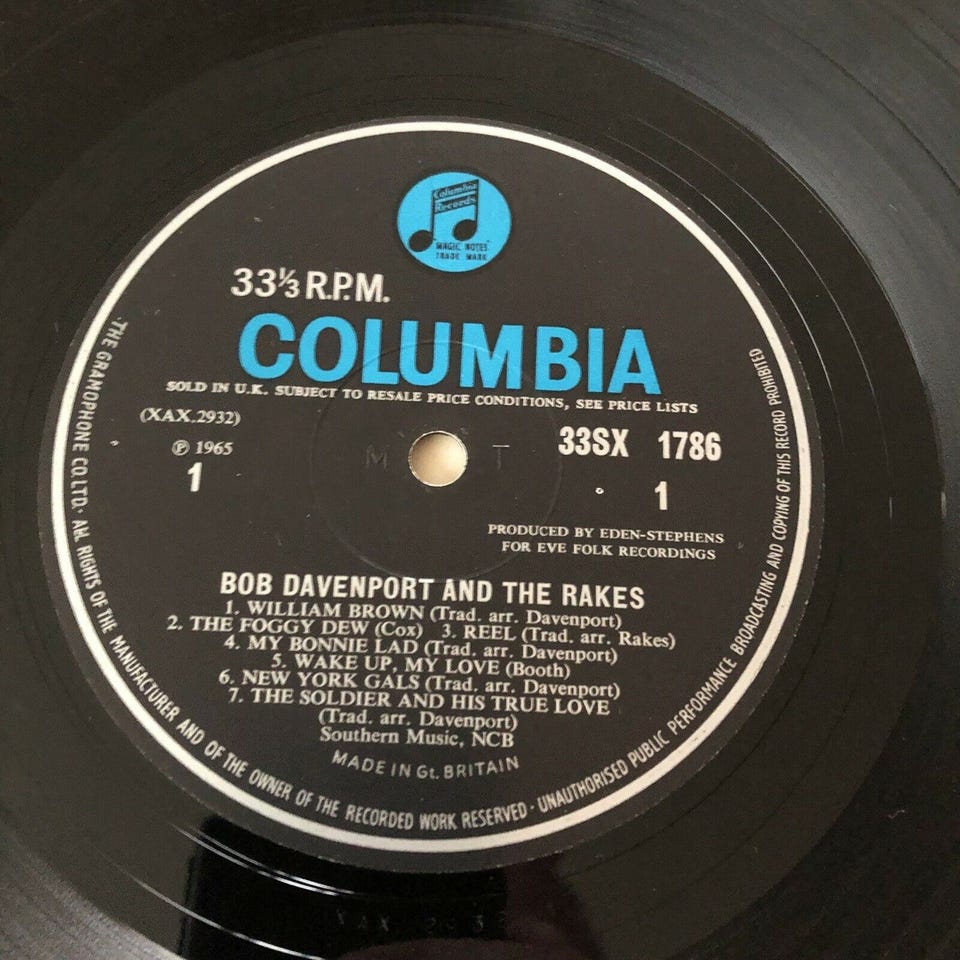 Columbia
Records
"MAGIC NOTES"
TRADE MARK
33⅓ R.P.M.
COLUMBIA
SOLD IN U.K. SUBJECT TO RESALE PRICE CONDITIONS, SEE PRICE LISTS
(XAX.2932)
33SX 1786
Ⓟ 1965
1
1
M T
PRODUCED BY EDEN-STEPHENS
FOR EVE FOLK RECORDINGS
BOB DAVENPORT AND THE RAKES
1. WILLIAM BROWN (Trad. arr. Davenport)
2. THE FOGGY DEW (Cox) 3. REEL (Trad. arr. Rakes)
4. MY BONNIE LAD (Trad. arr. Davenport)
5. WAKE UP, MY LOVE (Booth)
6. NEW YORK GALS (Trad. arr. Davenport)
7. THE SOLDIER AND HIS TRUE LOVE
(Trad. arr. Davenport)
Southern Music, NCB
MADE IN Gt. BRITAIN
THE GRAMOPHONE CO. LTD. · ALL RIGHTS OF THE MANUFACTURER AND OF THE OWNER OF THE RECORDED WORK RESERVED · UNAUTHORISED PUBLIC PERFORMANCE BROADCASTING AND COPYING OF THIS RECORD PROHIBITED
XAX 2932